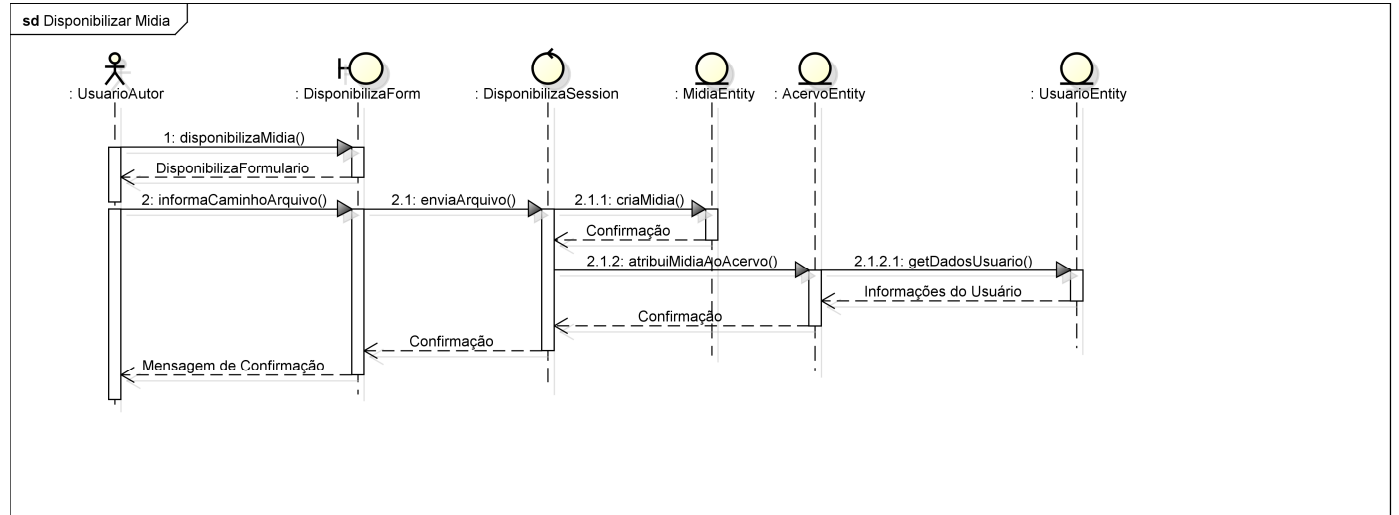 sd Disponibilizar Midia
: UsuarioAutor
: DisponibilizaForm
: DisponibilizaSession
: MidiaEntity
: AcervoEntity
: UsuarioEntity
1: disponibilizaMidia()
DisponibilizaFormulario
2: informaCaminhoArquivo()
2.1: enviaArquivo()
2.1.1: criaMidia()
Confirmação
2.1.2: atribuiMidiaAoAcervo()
2.1.2.1: getDadosUsuario()
Informações do Usuário
Confirmação
Confirmação
Mensagem de Confirmação